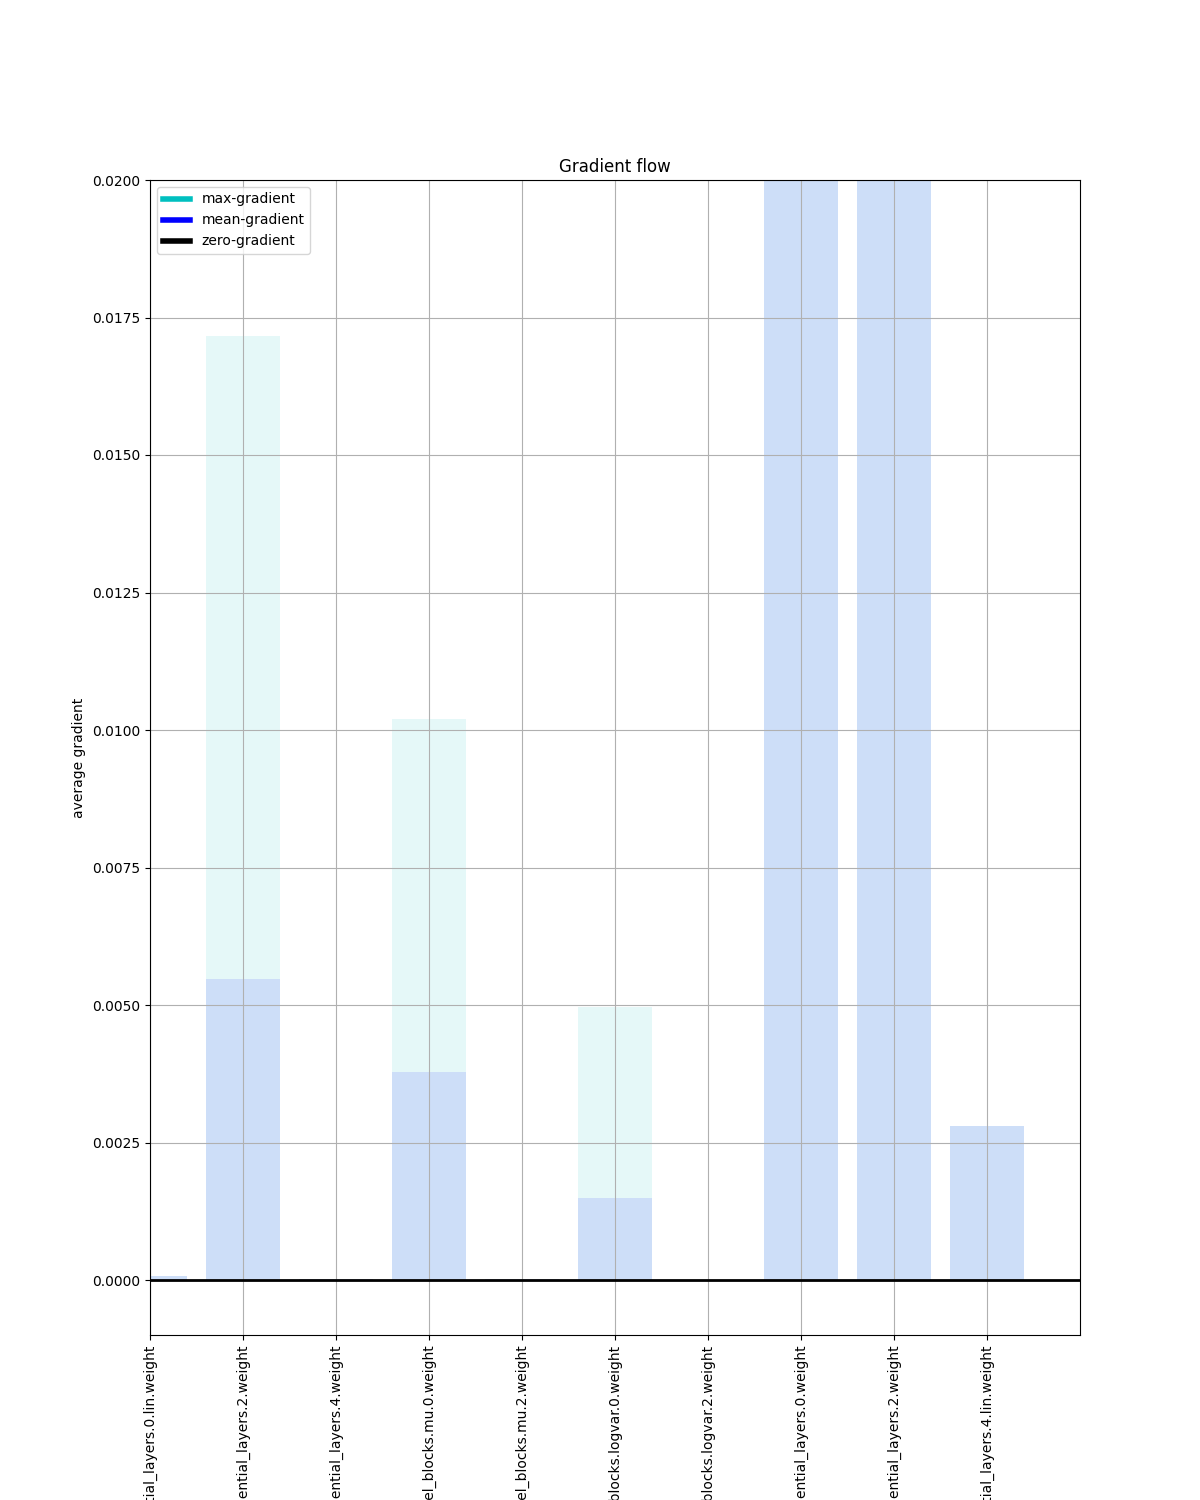 Gradient flow
max-gradient
mean-gradient
zero-gradient
0.0200
0.0175
0.0150
0.0125
0.0100
0.0075
0.0050
0.0025
0.0000
average gradient
tial_layers.0.lin.weight
ential_layers.2.weight
ential_layers.4.weight
el_blocks.mu.0.weight
el_blocks.mu.2.weight
blocks.logvar.0.weight
blocks.logvar.2.weight
ential_layers.0.weight
ential_layers.2.weight
tial_layers.4.lin.weight